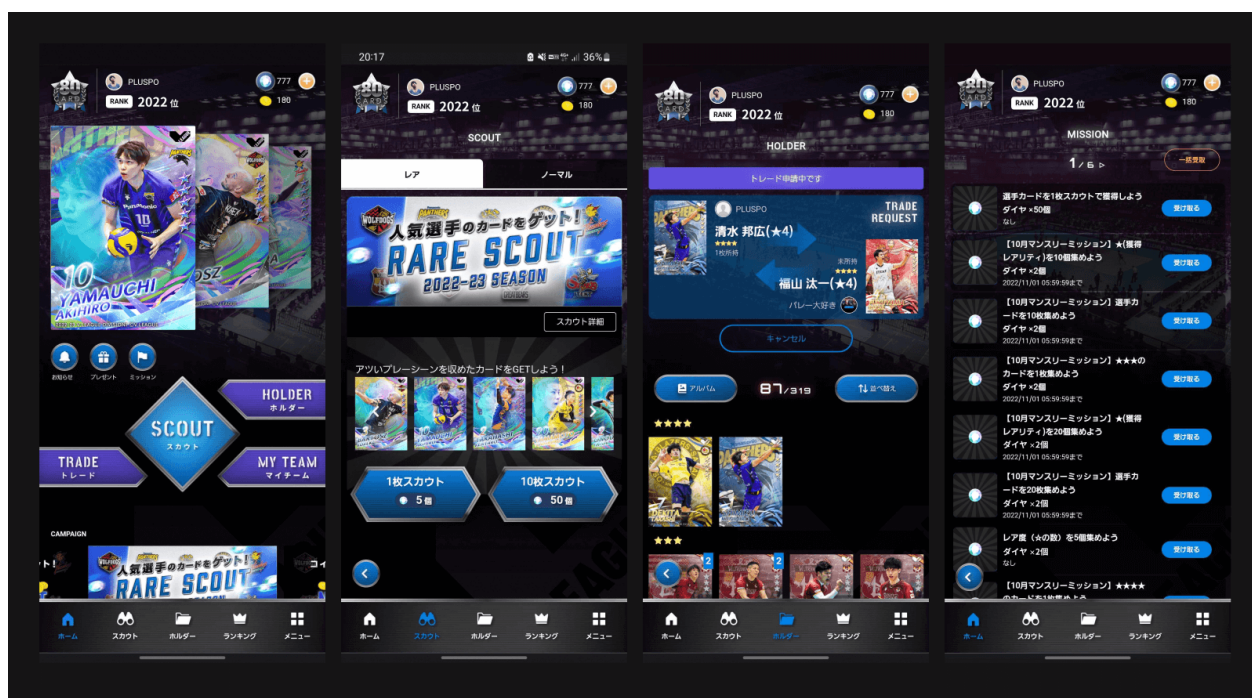 PLUSPO
RANK 2022 位
777
180
10
YAMAUCHI
AKIHIRO
お知らせ
プレゼント
ミッション
HOLDER
ホルダー
SCOUT
スカウト
TRADE
トレード
MY TEAM
マイチーム
CAMPAIGN
人気選手のカードをゲット!
RARE SCOUT
ホーム
スカウト
ホルダー
ランキング
メニュー
20:17
36%
PLUSPO
RANK 2022 位
777
180
SCOUT
レア
ノーマル
WOLFDOGS
PANTHERS
人気選手のカードをゲット!
RARE SCOUT
2022-23 SEASON
スカウト詳細
アツいプレーシーンを収めたカードをGETしよう!
1枚スカウト
5個
10枚スカウト
50個
ホーム
スカウト
ホルダー
ランキング
メニュー
PLUSPO
RANK 2022 位
777
180
HOLDER
トレード申請中です
PLUSPO
TRADE
REQUEST
清水 邦広(★4)
★★★★
1枚所持
未所持
★★★★
福山 汰一(★4)
バレー大好き
キャンセル
アルバム
87/319
並べ替え
★★★★
★★★
2
2
ホーム
スカウト
ホルダー
ランキング
メニュー
PLUSPO
RANK 2022 位
777
180
MISSION
1/6
一括受取
選手カードを1枚スカウトで獲得しよう
ダイヤ ×50個
なし
受け取る
【10月マンスリーミッション】★(獲得
レアリティ)を10個集めよう
ダイヤ ×2個
2022/11/01 05:59:59まで
受け取る
【10月マンスリーミッション】選手カ
ードを10枚集めよう
ダイヤ ×2個
2022/11/01 05:59:59まで
受け取る
【10月マンスリーミッション】★★★の
カードを1枚集めよう
ダイヤ ×2個
2022/11/01 05:59:59まで
受け取る
【10月マンスリーミッション】★(獲得
レアリティ)を20個集めよう
ダイヤ ×2個
2022/11/01 05:59:59まで
受け取る
【10月マンスリーミッション】選手カ
ードを20枚集めよう
ダイヤ ×2個
2022/11/01 05:59:59まで
受け取る
レア度(☆の数)を5個集めよう
ダイヤ ×2個
なし
受け取る
【10月マンスリーミッション】★★★★
のカードを1枚集めよう
ホーム
スカウト
ホルダー
ランキング
メニュー